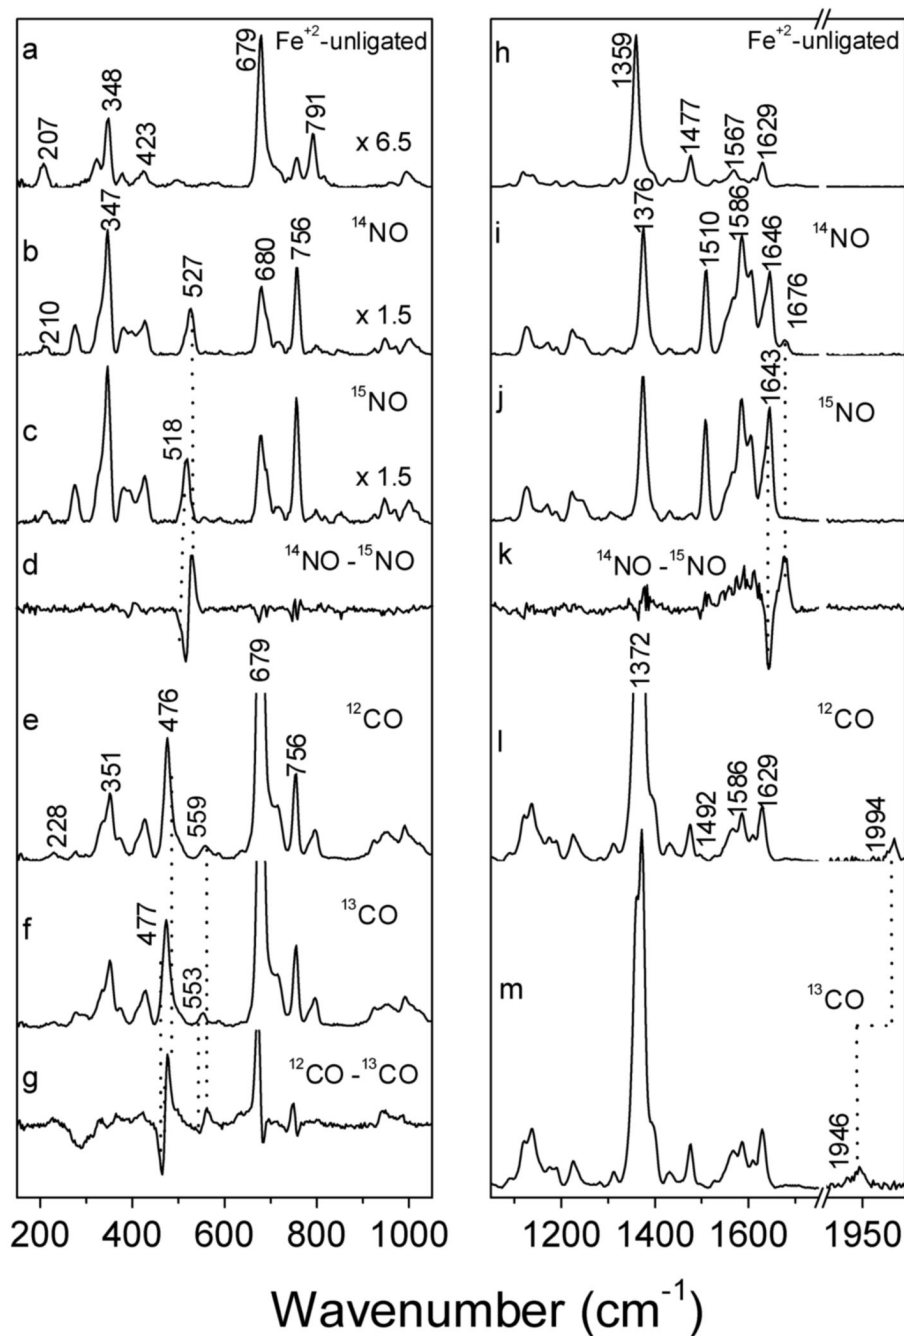 a
Fe⁺²-unligated
207
348
423
679
791
x 6.5
b
¹⁴NO
210
347
527
680
756
x 1.5
c
¹⁵NO
518
x 1.5
d
¹⁴NO -¹⁵NO
e
¹²CO
228
351
476
559
679
756
f
¹³CO
477
553
g
¹²CO -¹³CO
200 400 600 800 1000
h
Fe⁺²-unligated
1359
1477
1567
1629
i
¹⁴NO
1376
1510
1586
1646
1676
j
¹⁵NO
1643
k
¹⁴NO -¹⁵NO
l
¹²CO
1372
1492
1586
1629
1994
m
¹³CO
1946
1200 1400 1600 1950
Wavenumber (cm⁻¹)